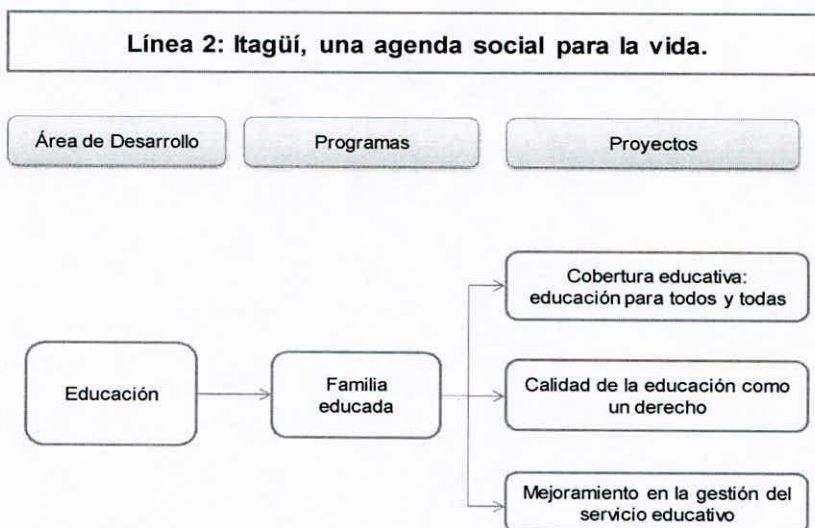 Línea 2: Itagüí, una agenda social para la vida.
Área de Desarrollo
Programas
Proyectos
Cobertura educativa:
educación para todos y todas
Educación
Familia
educada
Calidad de la educación como
un derecho
Mejoramiento en la gestión del
servicio educativo